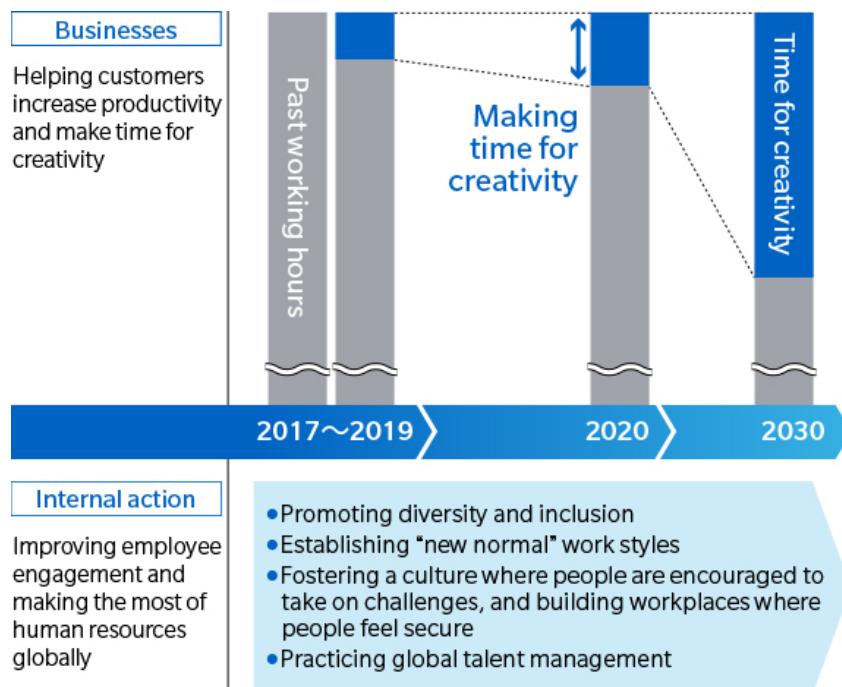 Businesses
Helping customers
increase productivity
and make time for
creativity
Past working hours
Making
time for
creativity
Time for creativity
2017～2019
2020
2030
Internal action
Improving employee
engagement and
making the most of
human resources
globally
●Promoting diversity and inclusion
●Establishing “new normal” work styles
●Fostering a culture where people are encouraged to
take on challenges, and building workplaces where
people feel secure
●Practicing global talent management